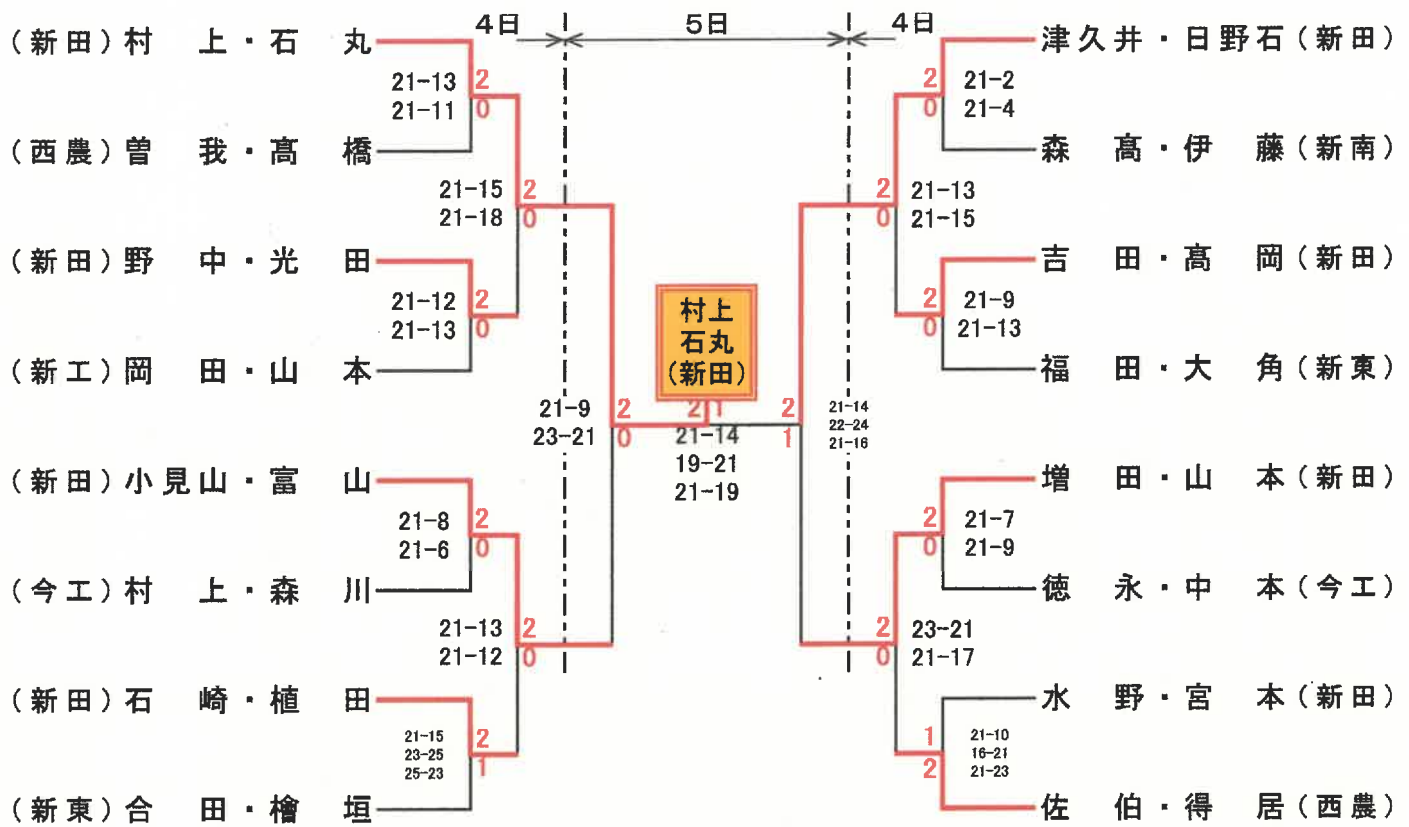 4日
5日
4日
(新田)村上・石丸
21-13
21-11
2
0
(西農)曽我・髙橋
21-15
21-18
2
0
(新田)野中・光田
21-12
21-13
2
0
(新工)岡田・山本
21-9
23-21
2
0
(新田)小見山・富山
21-8
21-6
2
0
(今工)村上・森川
21-13
21-12
2
0
(新田)石崎・植田
21-15
23-25
25-23
2
1
(新東)合田・檜垣
村上
石丸
(新田)
2 1
21-14
19-21
21-19
津久井・日野石(新田)
2
0
21-2
21-4
森髙・伊藤(新南)
2
0
21-13
21-15
吉田・髙岡(新田)
2
0
21-9
21-13
福田・大角(新東)
2
1
21-14
22-24
21-16
増田・山本(新田)
2
0
21-7
21-9
徳永・中本(今工)
2
0
23-21
21-17
水野・宮本(新田)
1
2
21-10
16-21
21-23
佐伯・得居(西農)